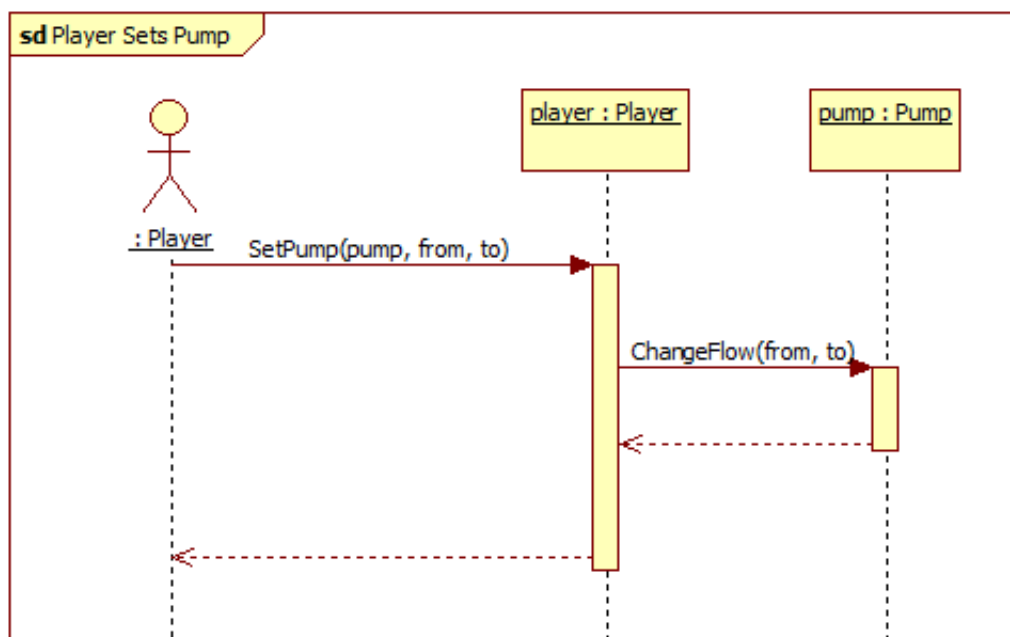 sd Player Sets Pump
player : Player
pump : Pump
: Player
SetPump(pump, from, to)
ChangeFlow(from, to)